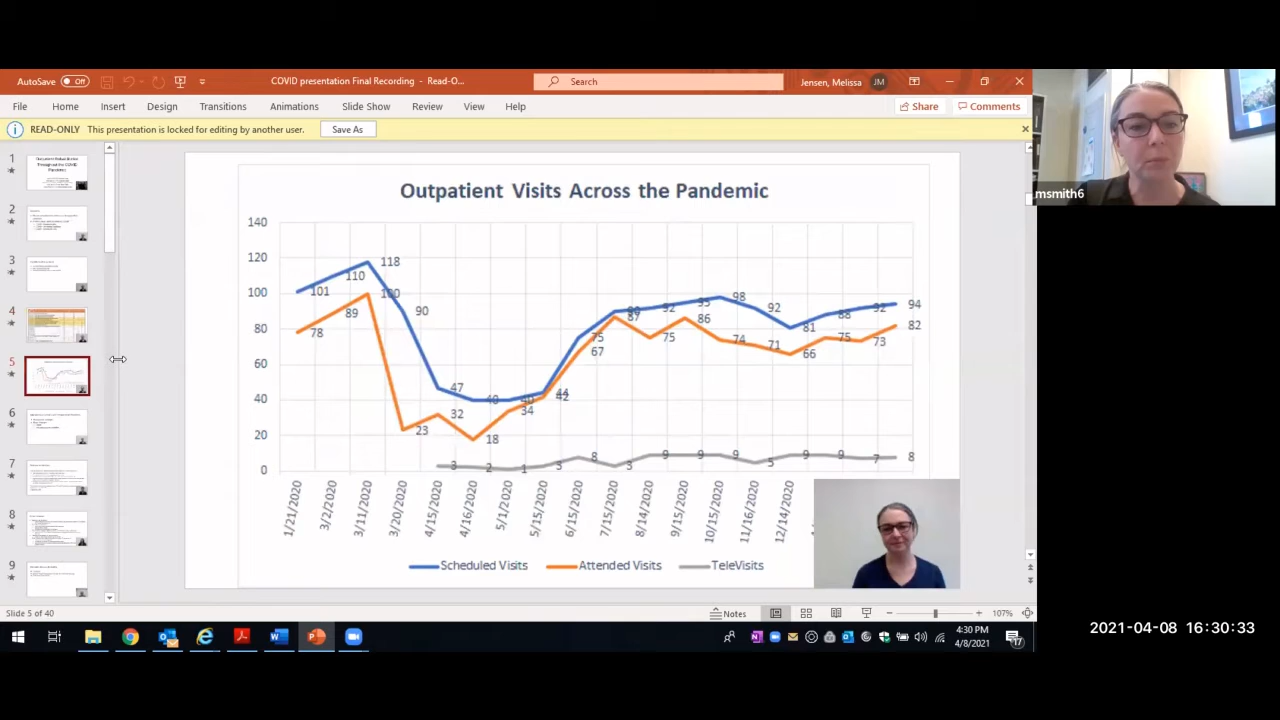 AutoSave Off
COVID presentation Final Recording - Read-O...
Search
Jensen, Melissa JM
File Home Insert Design Transitions Animations Slide Show Review View Help
Share Comments
READ-ONLY This presentation is locked for editing by another user. Save As
msmith6
1
2
3
4
5
6
7
8
9
Outpatient Visits Across the Pandemic
140
120
100
80
60
40
20
0
101 110 118 90 47 40 40 44 75 90 92 95 98 92 81 88 92 94
78 89 100 23 32 18 34 42 67 87 75 86 74 71 66 75 73 82
3 2 1 3 8 3 9 9 9 5 9 9 7 8
1/21/2020 3/2/2020 3/11/2020 3/20/2020 4/15/2020 4/16/2020 5/1/2020 5/15/2020 6/15/2020 7/15/2020 8/14/2020 9/15/2020 10/15/2020 11/16/2020 12/14/2020
Scheduled Visits Attended Visits TeleVisits
Slide 5 of 40
Notes
107%
4:30 PM
4/8/2021
17
2021-04-08 16:30:33